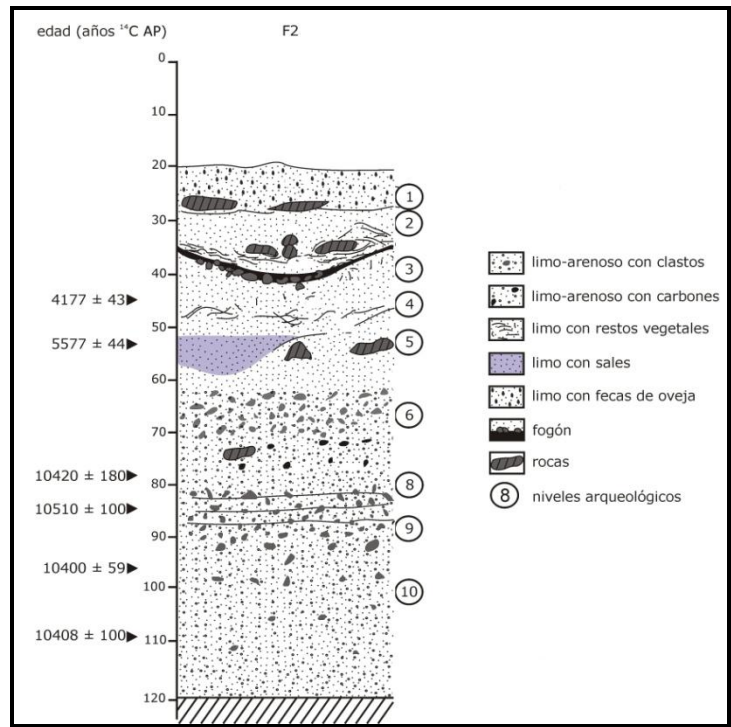 edad (años ¹⁴C AP)
F2
0
10
20
30
40
50
60
70
80
90
100
110
120
4177 ± 43
5577 ± 44
10420 ± 180
10510 ± 100
10400 ± 59
10408 ± 100
1
2
3
4
5
6
8
9
10
limo-arenoso con clastos
limo-arenoso con carbones
limo con restos vegetales
limo con sales
limo con fecas de oveja
fogón
rocas
8 niveles arqueológicos